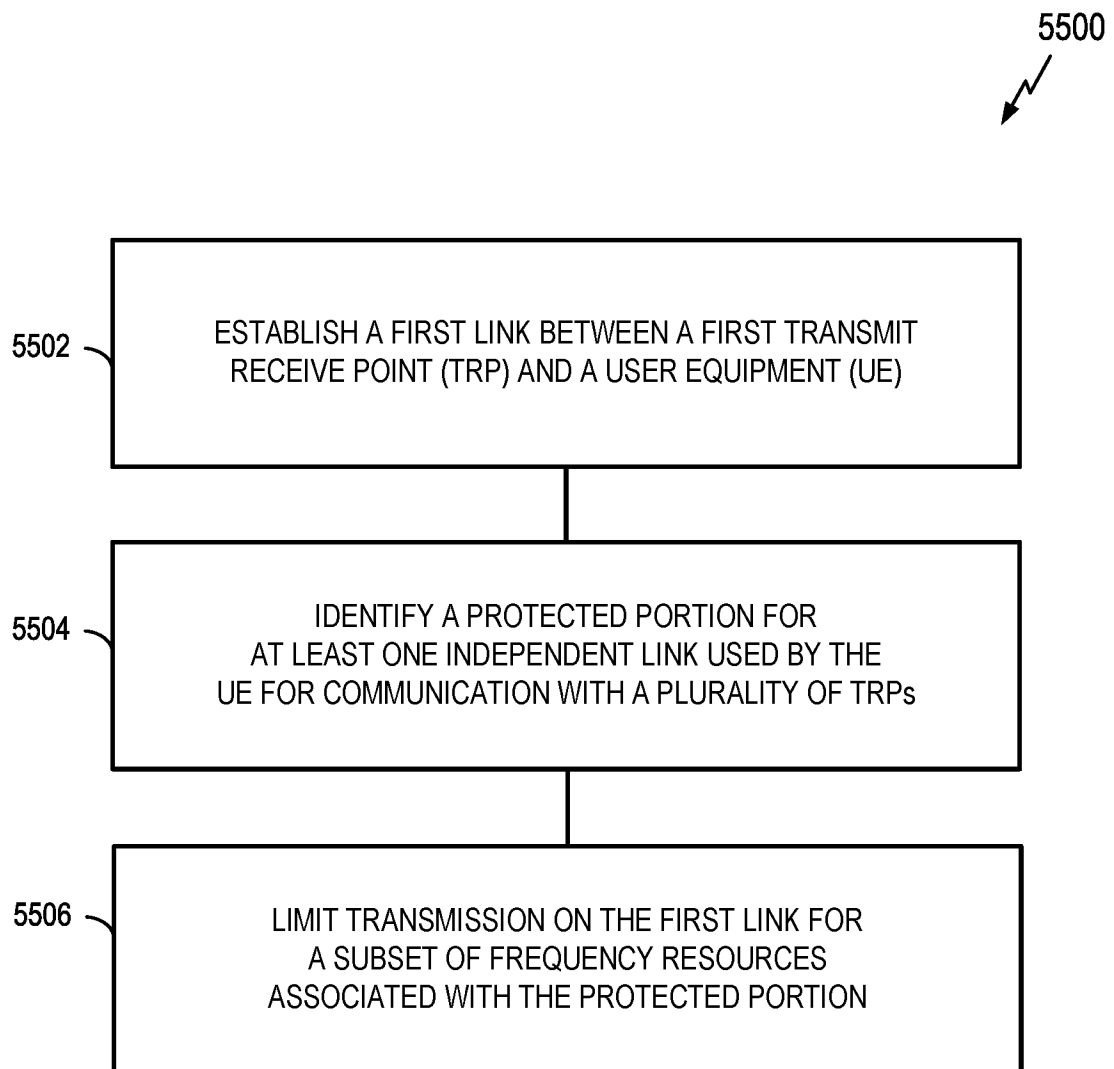 5500
5502
ESTABLISH A FIRST LINK BETWEEN A FIRST TRANSMIT
RECEIVE POINT (TRP) AND A USER EQUIPMENT (UE)
5504
IDENTIFY A PROTECTED PORTION FOR
AT LEAST ONE INDEPENDENT LINK USED BY THE
UE FOR COMMUNICATION WITH A PLURALITY OF TRPs
5506
LIMIT TRANSMISSION ON THE FIRST LINK FOR
A SUBSET OF FREQUENCY RESOURCES
ASSOCIATED WITH THE PROTECTED PORTION